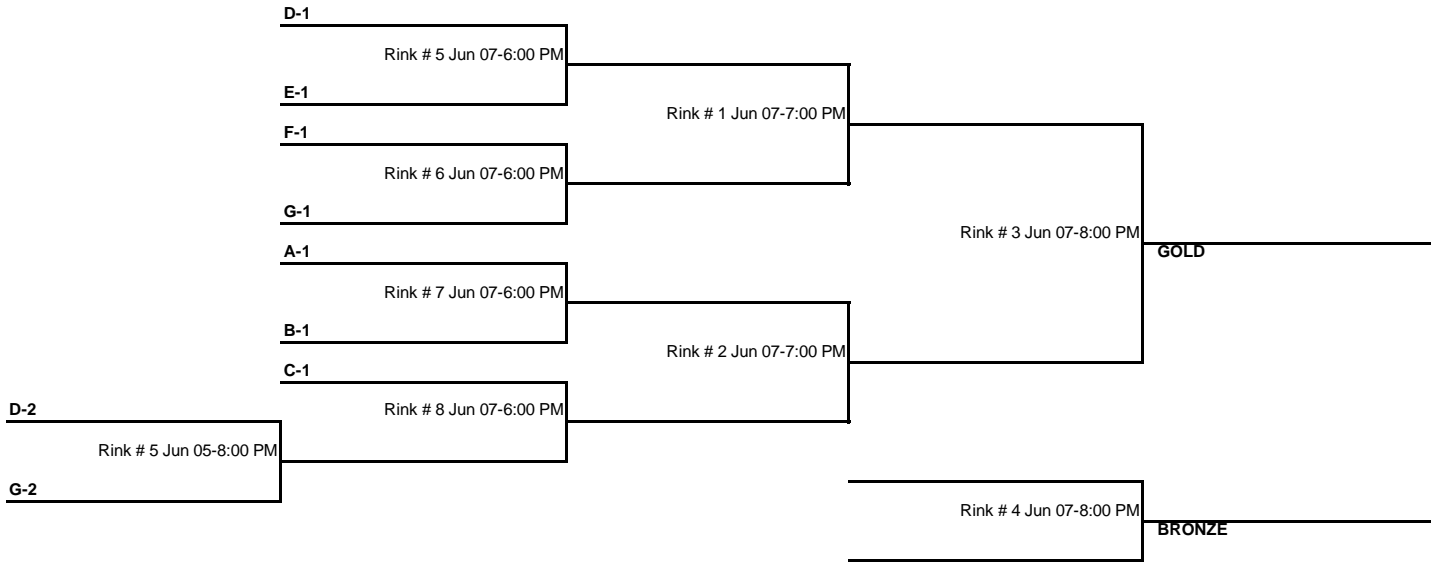 D-1
Rink # 5 Jun 07-6:00 PM
E-1
Rink # 1 Jun 07-7:00 PM
F-1
Rink # 6 Jun 07-6:00 PM
G-1
Rink # 3 Jun 07-8:00 PM
GOLD
A-1
Rink # 7 Jun 07-6:00 PM
B-1
Rink # 2 Jun 07-7:00 PM
C-1
D-2
Rink # 8 Jun 07-6:00 PM
Rink # 5 Jun 05-8:00 PM
G-2
Rink # 4 Jun 07-8:00 PM
BRONZE